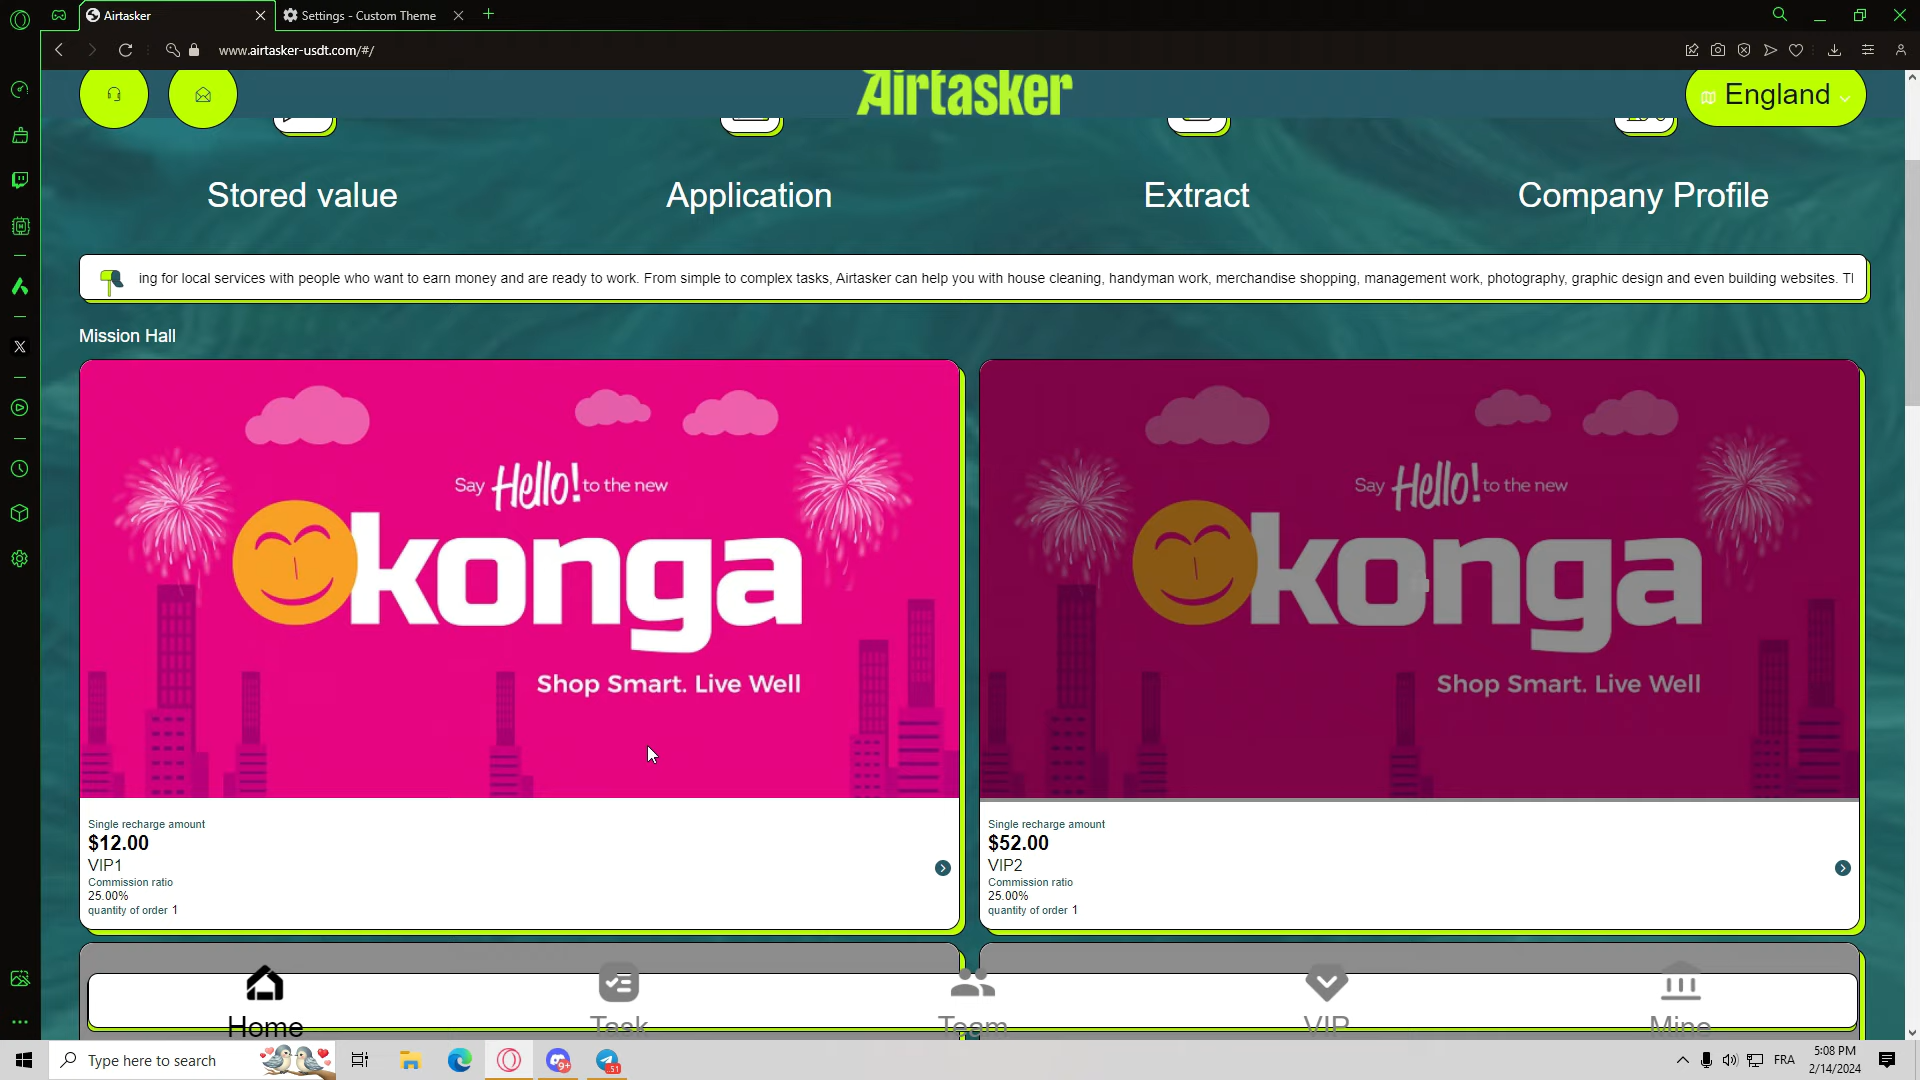 Airtasker
Settings - Custom Theme
www.airtasker-usdt.com/#/
Airtasker
England
Stored value
Application
Extract
Company Profile
ing for local services with people who want to earn money and are ready to work. From simple to complex tasks, Airtasker can help you with house cleaning, handyman work, merchandise shopping, management work, photography, graphic design and even building websites. Tl
Mission Hall
Say Hello! to the new
konga
Shop Smart. Live Well
Say Hello! to the new
konga
Shop Smart. Live Well
Single recharge amount
$12.00
VIP1
Commission ratio
25.00%
quantity of order 1
Single recharge amount
$52.00
VIP2
Commission ratio
25.00%
quantity of order 1
Home
Task
Team
VIP
Mine
Type here to search
9+
51
FRA
5:08 PM
2/14/2024